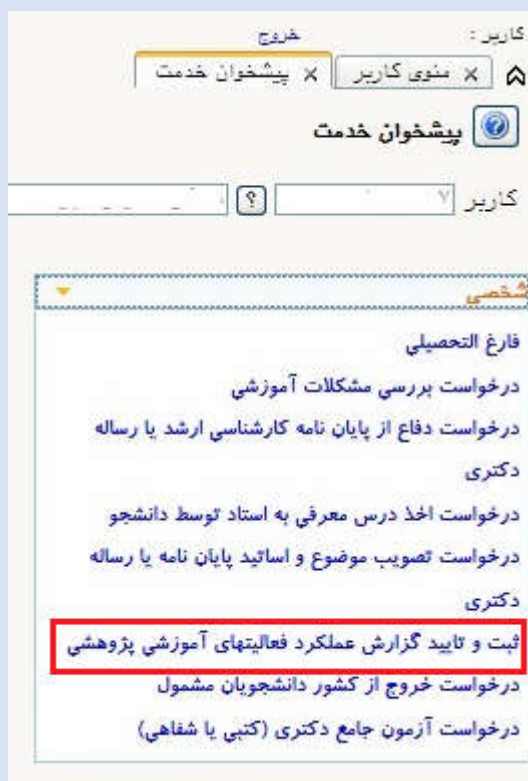 کاربر :
خروج
منوی کاربر
پیشخوان خدمت
پیشخوان خدمت
کاربر
۷
؟
شخصی
فارغ التحصیلی
درخواست بررسی مشکلات آموزشی
درخواست دفاع از پایان نامه کارشناسی ارشد یا رساله
دکتری
درخواست اخذ درس معرفی به استاد توسط دانشجو
درخواست تصویب موضوع و اساتید پایان نامه یا رساله
دکتری
ثبت و تایید گزارش عملکرد فعالیتهای آموزشی پژوهشی
درخواست خروج از کشور دانشجویان مشمول
درخواست آزمون جامع دکتری (کتبی یا شفاهی)